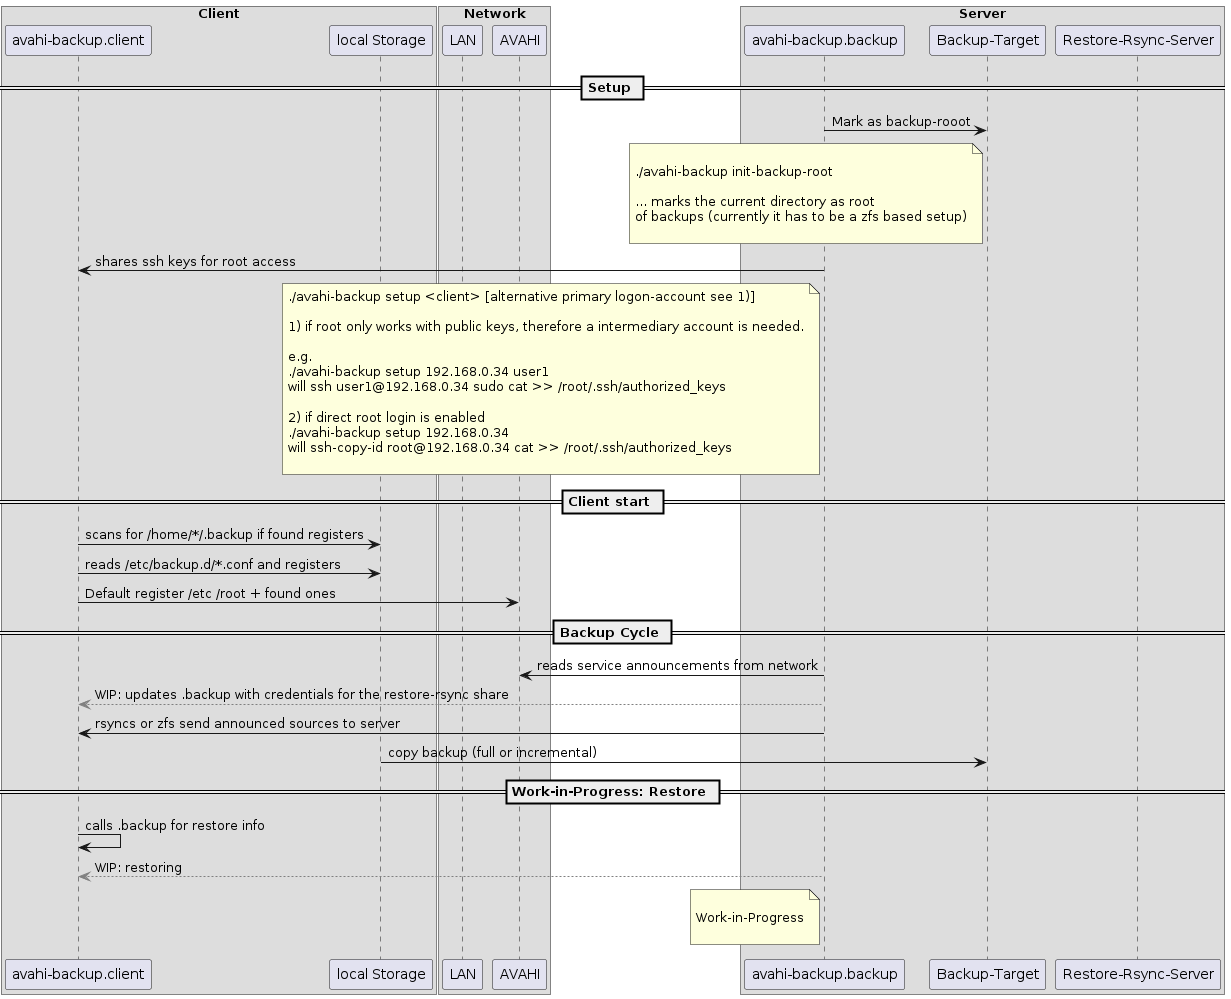 Client
Network
Server
avahi-backup.client
local Storage
LAN
AVAHI
avahi-backup.backup
Backup-Target
Restore-Rsync-Server
Setup
Mark as backup-rooot
./avahi-backup init-backup-root
... marks the current directory as root
of backups (currently it has to be a zfs based setup)
shares ssh keys for root access
./avahi-backup setup <client> [alternative primary logon-account see 1)]
1) if root only works with public keys, therefore a intermediary account is needed.
e.g.
./avahi-backup setup 192.168.0.34 user1
will ssh user1@192.168.0.34 sudo cat >> /root/.ssh/authorized_keys
2) if direct root login is enabled
./avahi-backup setup 192.168.0.34
will ssh-copy-id root@192.168.0.34 cat >> /root/.ssh/authorized_keys
Client start
scans for /home/*/.backup if found registers
reads /etc/backup.d/*.conf and registers
Default register /etc /root + found ones
Backup Cycle
reads service announcements from network
WIP: updates .backup with credentials for the restore-rsync share
rsyncs or zfs send announced sources to server
copy backup (full or incremental)
Work-in-Progress: Restore
calls .backup for restore info
WIP: restoring
Work-in-Progress
avahi-backup.client
local Storage
LAN
AVAHI
avahi-backup.backup
Backup-Target
Restore-Rsync-Server